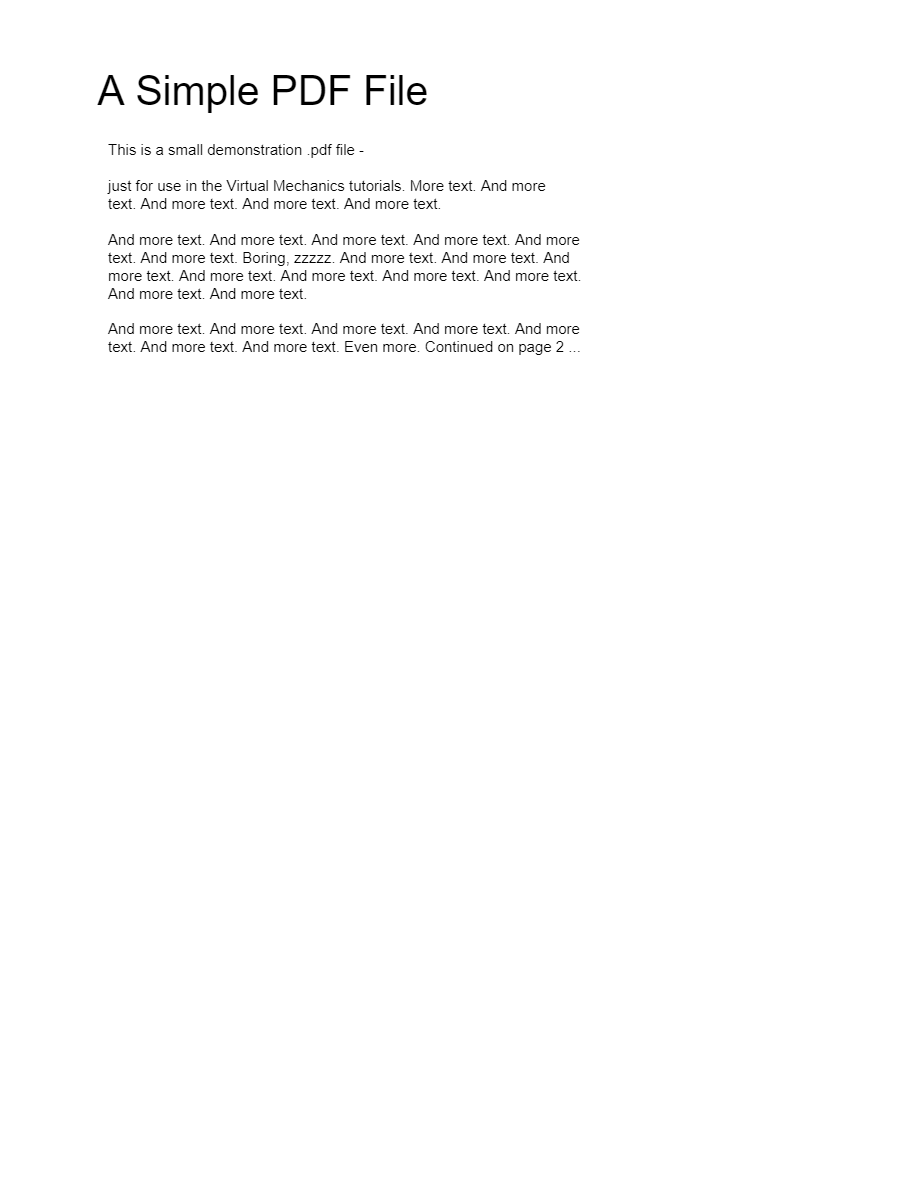 A Simple PDF File
This is a small demonstration .pdf file -
just for use in the Virtual Mechanics tutorials. More text. And more
text. And more text. And more text. And more text.
And more text. And more text. And more text. And more text. And more
text. And more text. Boring, zzzzz. And more text. And more text. And
more text. And more text. And more text. And more text. And more text.
And more text. And more text.
And more text. And more text. And more text. And more text. And more
text. And more text. And more text. Even more. Continued on page 2 ...